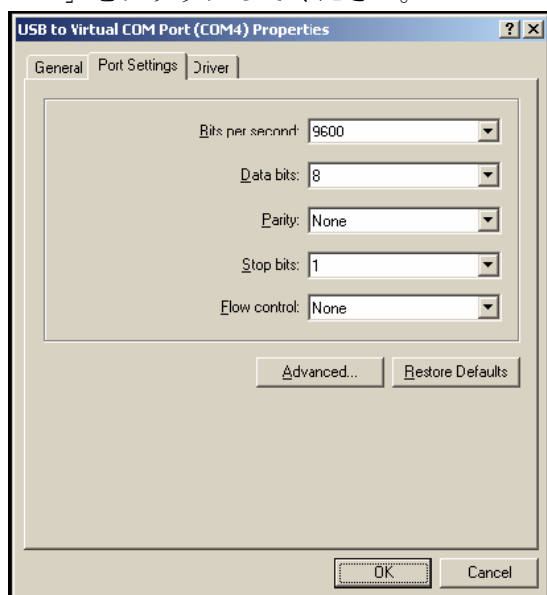 USB to Virtual COM Port (COM4) Properties
General Port Settings Driver
Bits per second: 9600
Data bits: 8
Parity: None
Stop bits: 1
Flow control: None
Advanced... Restore Defaults
OK Cancel